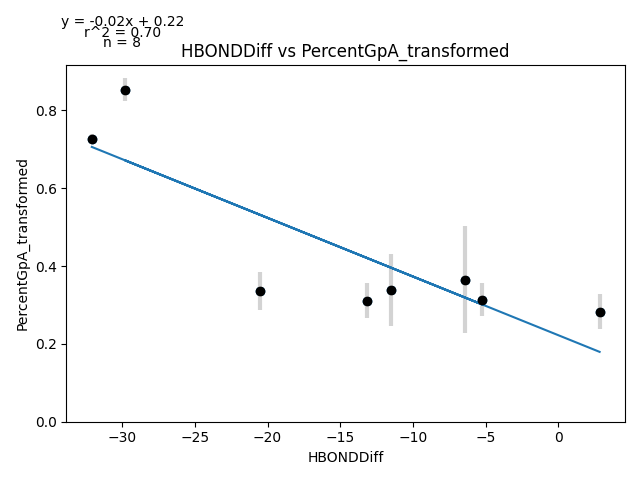 y = -0.02x + 0.22
r^2 = 0.70
n = 8
HBONDDiff vs PercentGpA_transformed
PercentGpA_transformed
0.8
0.6
0.4
0.2
0.0
−30
−25
−20
−15
−10
−5
0
HBONDDiff